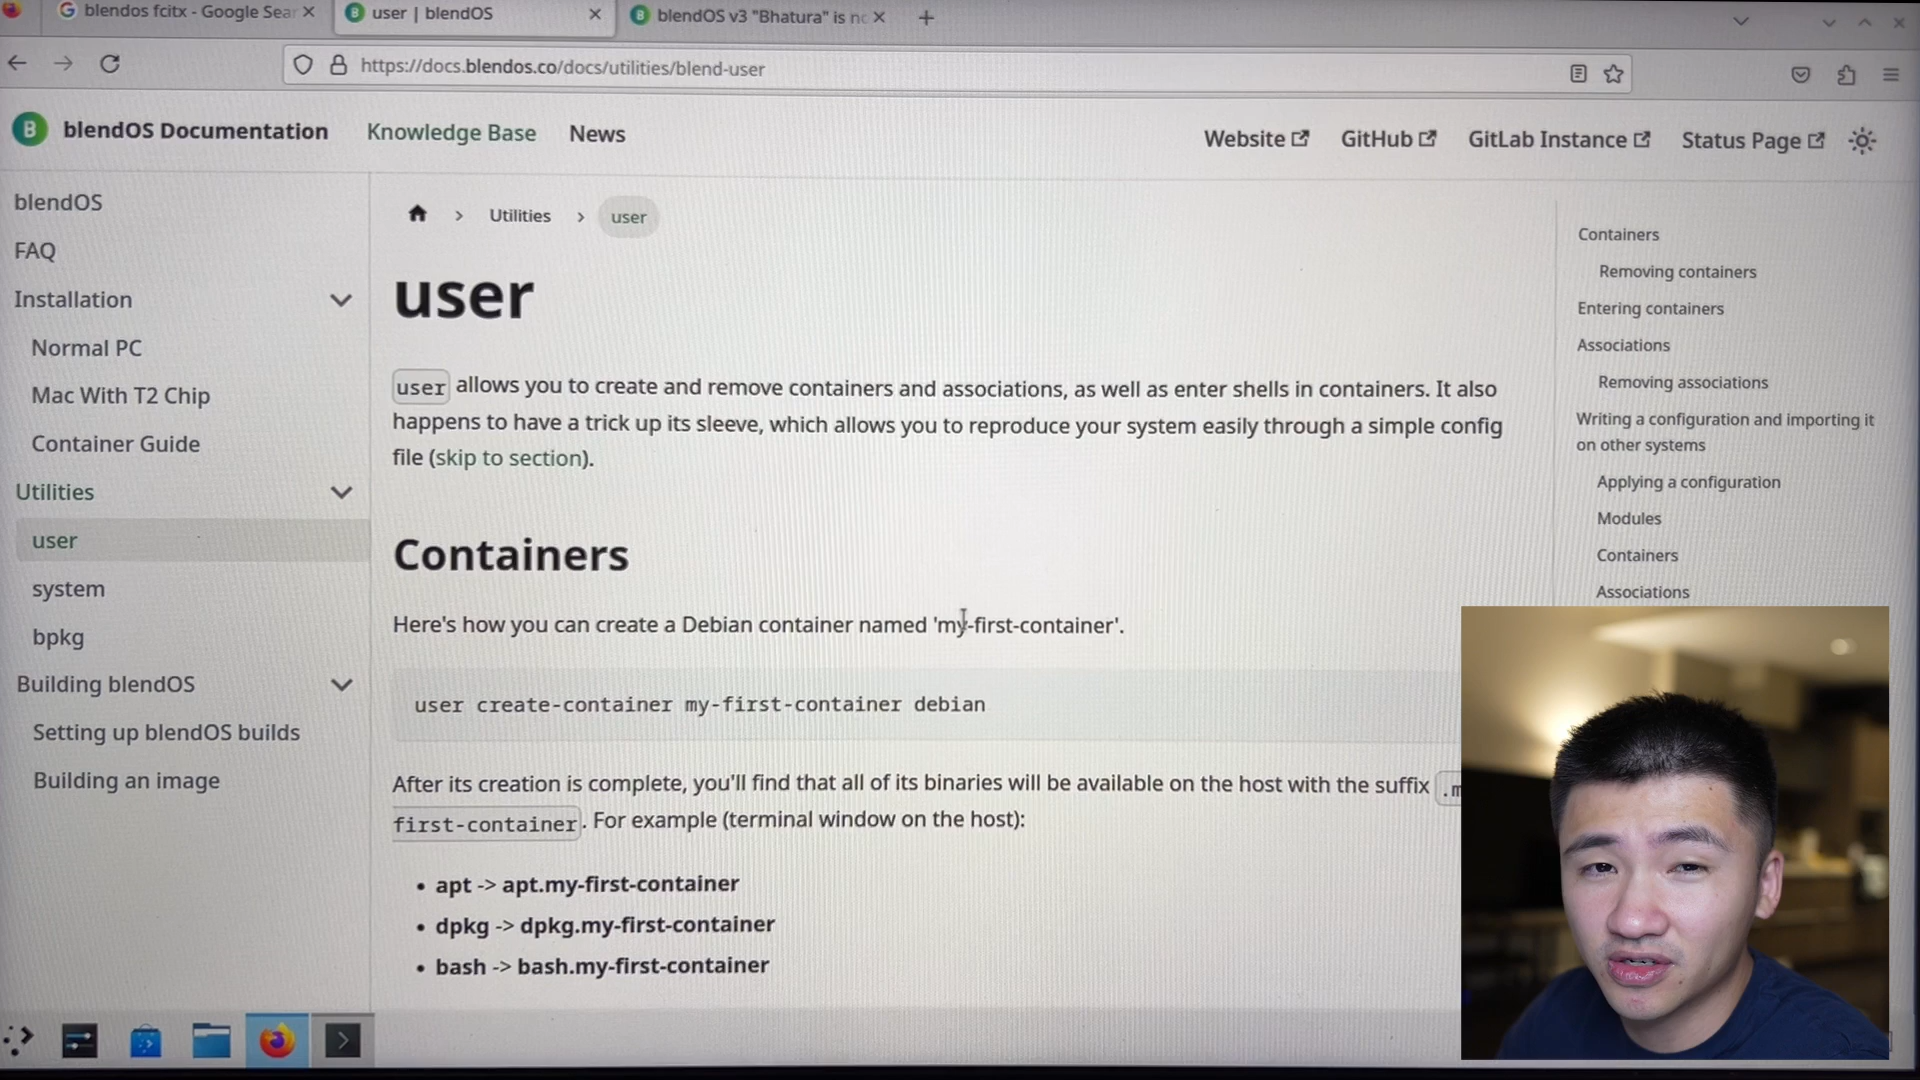 blendos fcitx - Google Sear
user | blendOS
blendOS v3 "Bhatura" is no
https://docs.blendos.co/docs/utilities/blend-user
B
blendOS Documentation
Knowledge Base
News
Website
GitHub
GitLab Instance
Status Page
blendOS
FAQ
Installation
Normal PC
Mac With T2 Chip
Container Guide
Utilities
user
system
bpkg
Building blendOS
Setting up blendOS builds
Building an image
Utilities
user
user
user allows you to create and remove containers and associations, as well as enter shells in containers. It also
happens to have a trick up its sleeve, which allows you to reproduce your system easily through a simple config
file (skip to section).
Containers
Here's how you can create a Debian container named 'my-first-container'.
user create-container my-first-container debian
After its creation is complete, you'll find that all of its binaries will be available on the host with the suffix .m
first-container. For example (terminal window on the host):
• apt -> apt.my-first-container
• dpkg -> dpkg.my-first-container
• bash -> bash.my-first-container
Containers
Removing containers
Entering containers
Associations
Removing associations
Writing a configuration and importing it
on other systems
Applying a configuration
Modules
Containers
Associations